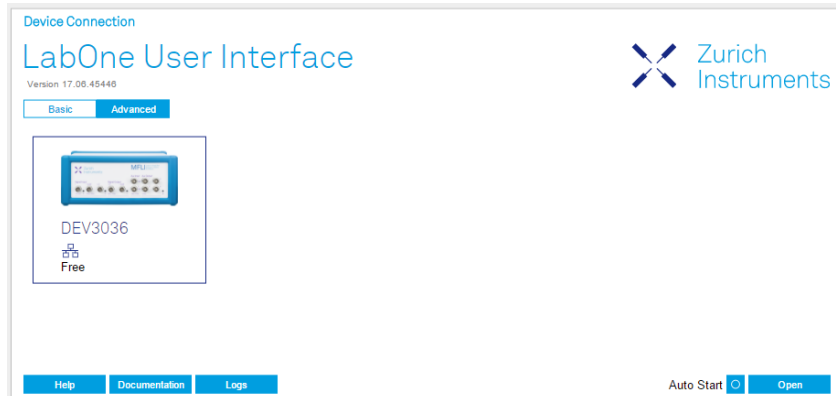 Device Connection
LabOne User Interface
Version 17.06.45446
Basic
Advanced
Zurich
Instruments
MFLI
DEV3036
Free
Help
Documentation
Logs
Auto Start
Open